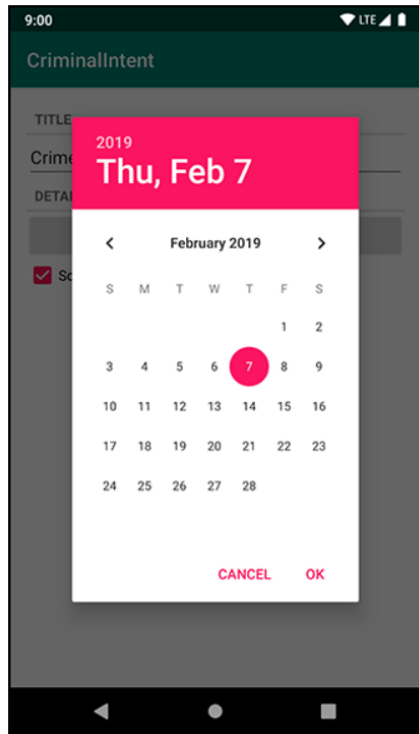 9:00 LTE
CriminalIntent
TITLE
Crime
2019
Thu, Feb 7
February 2019
S M T W T F S
1 2
3 4 5 6 7 8 9
10 11 12 13 14 15 16
17 18 19 20 21 22 23
24 25 26 27 28
CANCEL OK